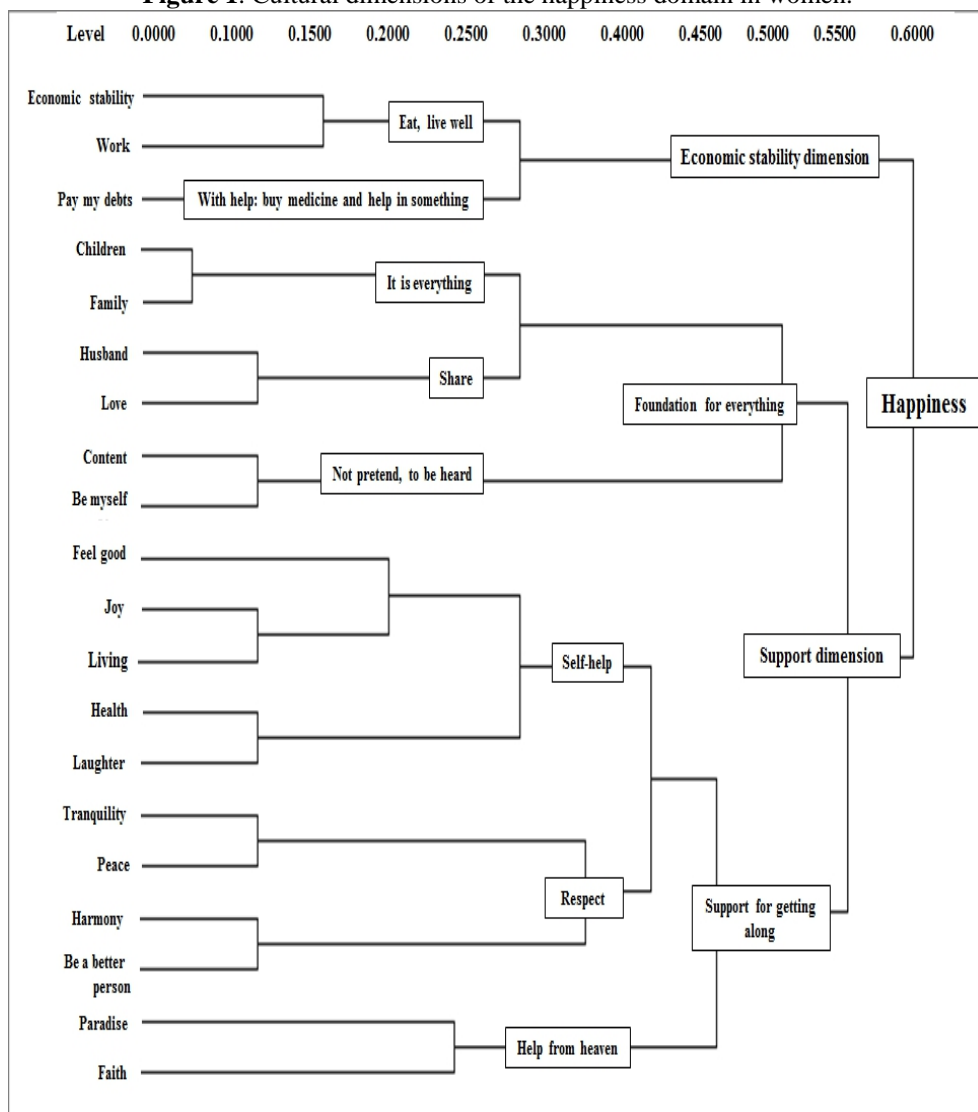 Figure 1. Cultural dimensions of the happiness domain in women.
Level 0.0000 0.1000 0.1500 0.2000 0.2500 0.3000 0.4000 0.4500 0.5000 0.5500 0.6000
Economic stability
Eat, live well
Work
Economic stability dimension
Pay my debts
With help: buy medicine and help in something
Children
It is everything
Family
Husband
Share
Love
Foundation for everything
Happiness
Content
Not pretend, to be heard
Be myself
Feel good
Joy
Living
Self-help
Support dimension
Health
Laughter
Tranquility
Peace
Respect
Harmony
Support for getting
along
Be a better
person
Paradise
Help from heaven
Faith